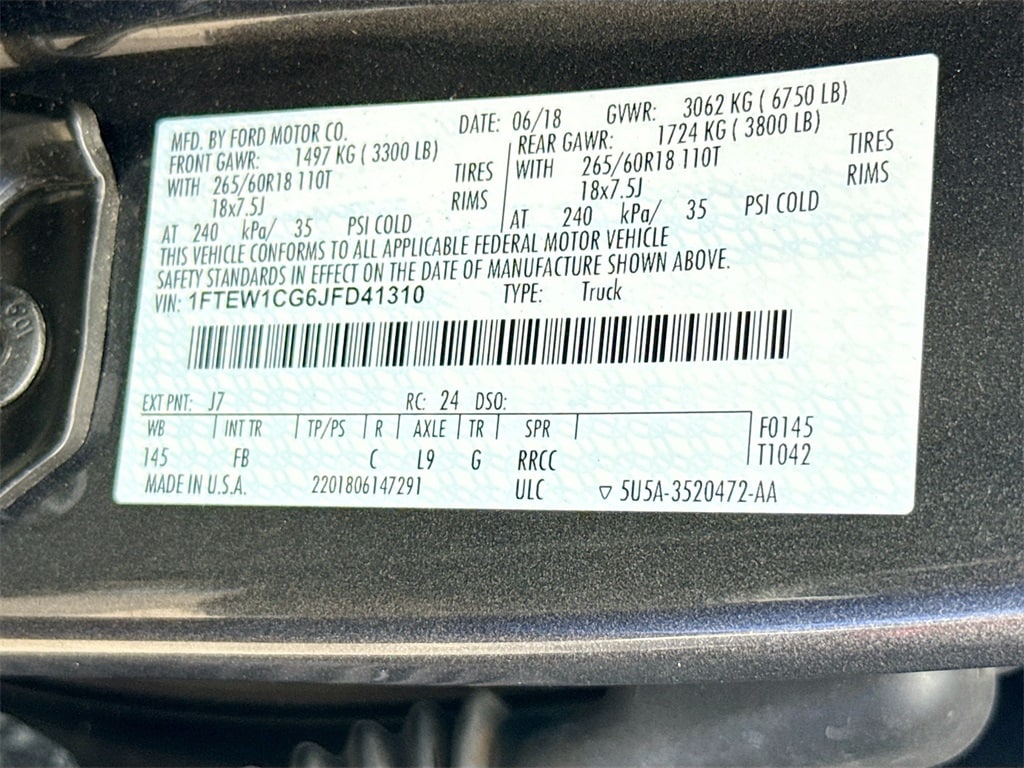 MFD. BY FORD MOTOR CO. DATE: 06/18 GVWR: 3062 KG ( 6750 LB)
FRONT GAWR: 1497 KG ( 3300 LB) REAR GAWR: 1724 KG ( 3800 LB)
WITH 265/60R18 110T TIRES WITH 265/60R18 110T TIRES
18x7.5J RIMS 18x7.5J RIMS
AT 240 kPa/ 35 PSI COLD AT 240 kPa/ 35 PSI COLD
THIS VEHICLE CONFORMS TO ALL APPLICABLE FEDERAL MOTOR VEHICLE
SAFETY STANDARDS IN EFFECT ON THE DATE OF MANUFACTURE SHOWN ABOVE.
VIN: 1FTEW1CG6JFD41310 TYPE: Truck
EXT PNT: J7 RC: 24 DSO:
WB INT TR TP/PS R AXLE TR SPR F0145
145 FB C L9 G RRCC T1042
MADE IN U.S.A. 2201806147291 ULC ▽ 5U5A-3520472-AA